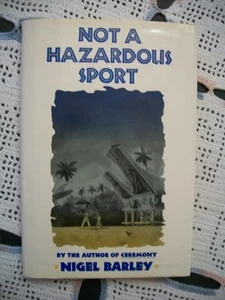 NOT A
HAZARDOUS
SPORT
BY THE AUTHOR OF CEREMONY
NIGEL BARLEY